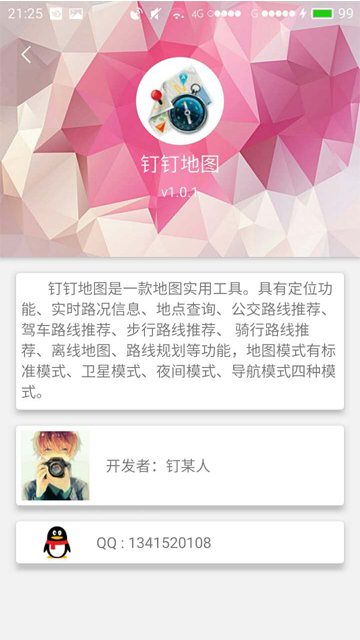 21:25 4G G 99
钉钉地图
v1.0.1
钉钉地图是一款地图实用工具。具有定位功
能、实时路况信息、地点查询、公交路线推荐、
驾车路线推荐、步行路线推荐、 骑行路线推
荐、离线地图、路线规划等功能，地图模式有标
准模式、卫星模式、夜间模式、导航模式四种模
式。
开发者：钉某人
QQ : 1341520108